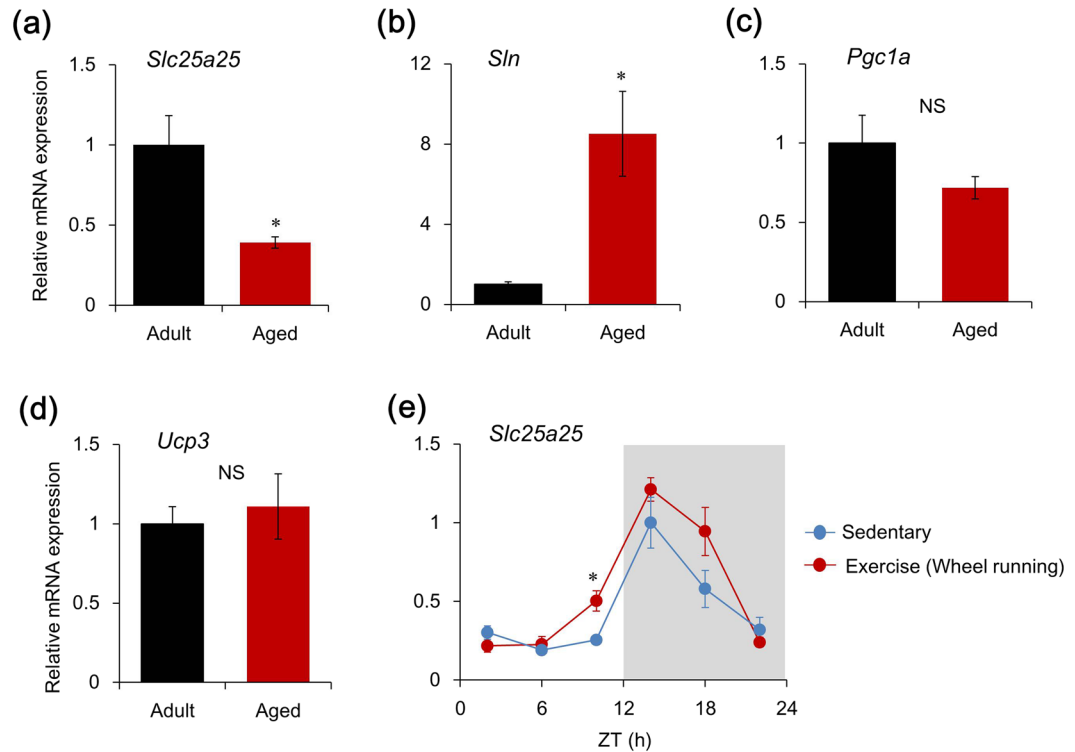 (a)
Slc25a25
Relative mRNA expression
1.5
1
0.5
0
*
Adult
Aged
(b)
Sln
12
8
4
0
*
Adult
Aged
(c)
Pgc1a
NS
1.5
1
0.5
0
Adult
Aged
(d)
Ucp3
NS
Relative mRNA expression
1.5
1
0.5
0
Adult
Aged
(e)
Slc25a25
1.5
1
0.5
0
*
0 6 12 18 24
ZT (h)
Sedentary
Exercise (Wheel running)